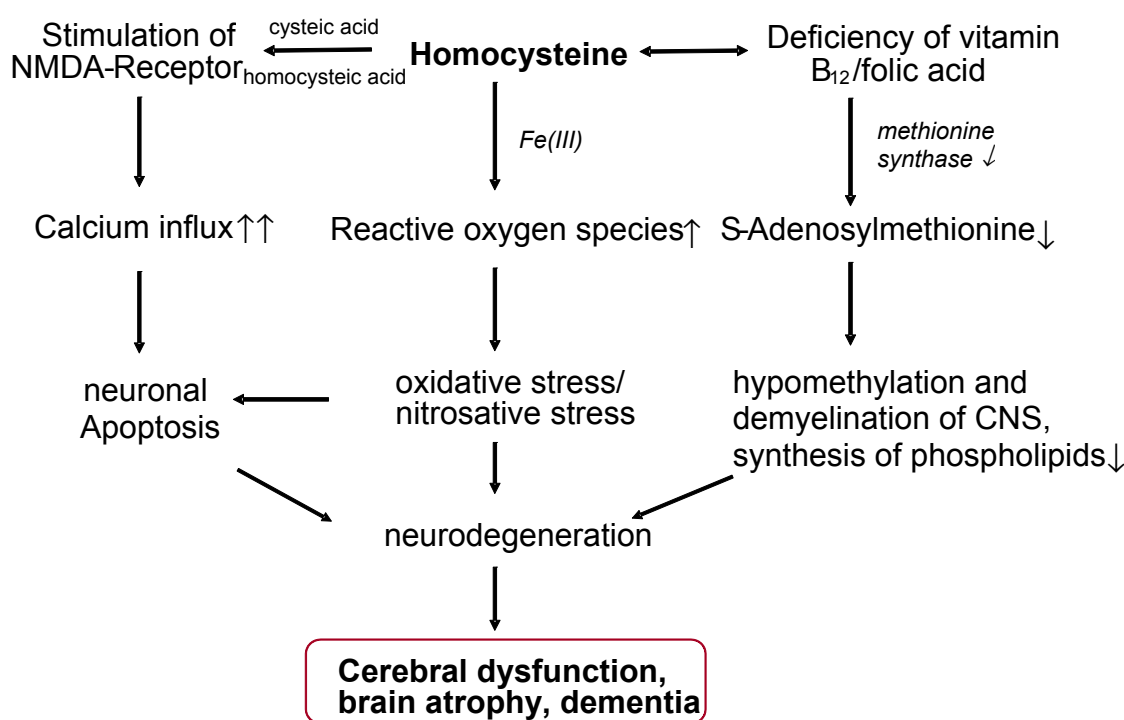 Stimulation of
NMDA-Receptor
cysteic acid
homocysteic acid
Homocysteine
Deficiency of vitamin
B₁₂/folic acid
Fe(III)
methionine
synthase ↓
Calcium influx↑↑
Reactive oxygen species↑
S-Adenosylmethionine↓
neuronal
Apoptosis
oxidative stress/
nitrosative stress
hypomethylation and
demyelination of CNS,
synthesis of phospholipids↓
neurodegeneration
Cerebral dysfunction,
brain atrophy, dementia